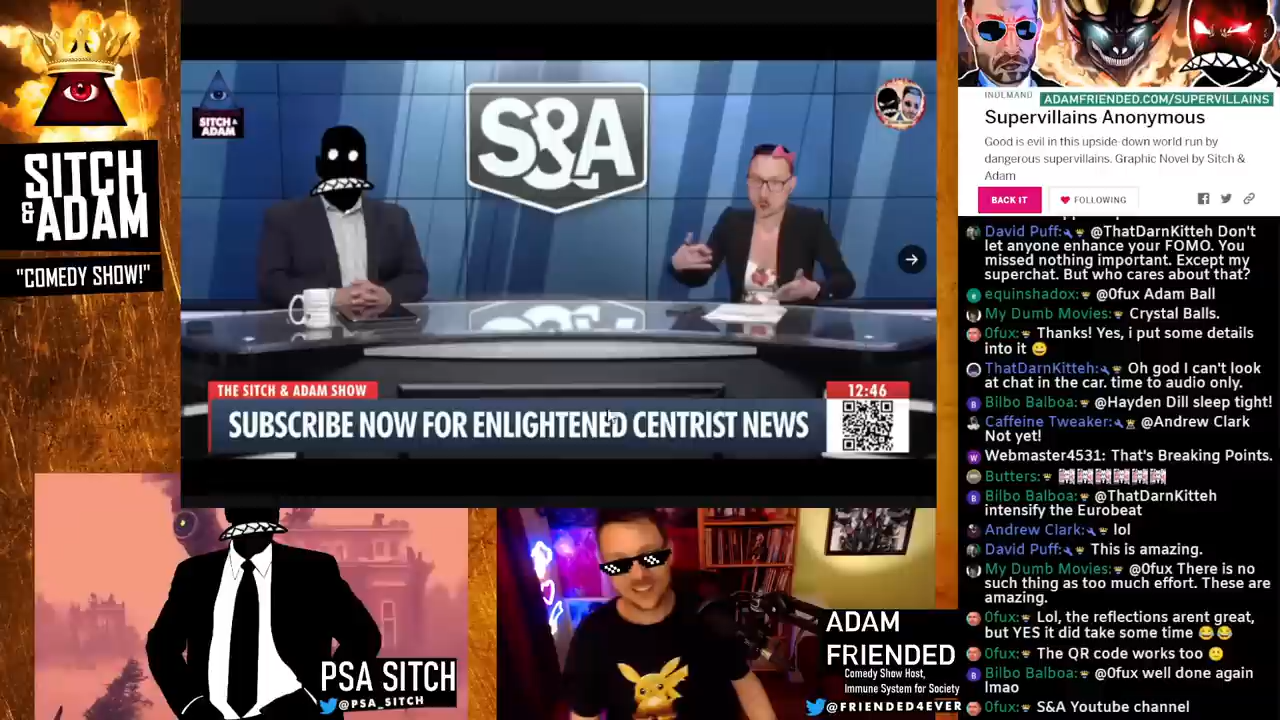 SITCH
& ADAM
"COMEDY SHOW!"
SITCH &
ADAM
S&A
S&A
THE SITCH & ADAM SHOW
12:46
SUBSCRIBE NOW FOR ENLIGHTENED CENTRIST NEWS
PSA SITCH
@PSA_SITCH
ADAM
FRIENDED
Comedy Show Host,
Immune System for Society
@FRIENDED4EVER
INDEMAND
ADAMFRIENDED.COM/SUPERVILLAINS
Supervillains Anonymous
Good is evil in this upside-down world run by
dangerous supervillains. Graphic Novel by Sitch &
Adam
BACK IT
FOLLOWING
David Puff: @ThatDarnKitteh Don't
let anyone enhance your FOMO. You
missed nothing important. Except my
superchat. But who cares about that?
equinshadox: @0fux Adam Ball
My Dumb Movies: Crystal Balls.
0fux: Thanks! Yes, i put some details
into it 😄
ThatDarnKitteh: Oh god I can't look
at chat in the car. time to audio only.
Bilbo Balboa: @Hayden Dill sleep tight!
Caffeine Tweaker: @Andrew Clark
Not yet!
Webmaster4531: That's Breaking Points.
Butters:
Bilbo Balboa: @ThatDarnKitteh
intensify the Eurobeat
Andrew Clark: lol
David Puff: This is amazing.
My Dumb Movies: @0fux There is no
such thing as too much effort. These are
amazing.
0fux: Lol, the reflections arent great,
but YES it did take some time 😂😂
0fux: The QR code works too 🙂
Bilbo Balboa: @0fux well done again
lmao
0fux: S&A Youtube channel